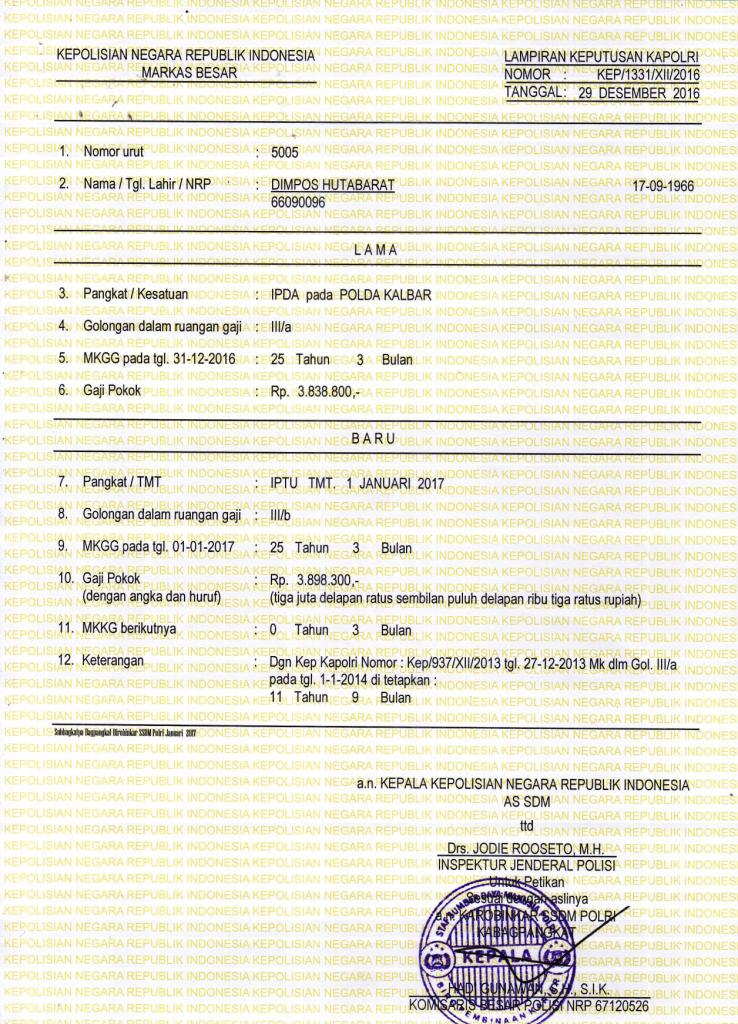 KEPOLISIAN NEGARA REPUBLIK INDONESIA
MARKAS BESAR
LAMPIRAN KEPUTUSAN KAPOLRI
NOMOR : KEP/1331/XII/2016
TANGGAL : 29 DESEMBER 2016
1. Nomor urut : 5005
2. Nama / Tgl. Lahir / NRP : DIMPOS HUTABARAT 17-09-1966
66090096
L A M A
3. Pangkat / Kesatuan : IPDA pada POLDA KALBAR
4. Golongan dalam ruangan gaji : III/a
5. MKGG pada tgl. 31-12-2016 : 25 Tahun 3 Bulan
6. Gaji Pokok : Rp. 3.838.800,-
B A R U
7. Pangkat / TMT : IPTU TMT. 1 JANUARI 2017
8. Golongan dalam ruangan gaji : III/b
9. MKGG pada tgl. 01-01-2017 : 25 Tahun 3 Bulan
10. Gaji Pokok : Rp. 3.898.300,-
(dengan angka dan huruf) (tiga juta delapan ratus sembilan puluh delapan ribu tiga ratus rupiah)
11. MKKG berikutnya : 0 Tahun 3 Bulan
12. Keterangan : Dgn Kep Kapolri Nomor : Kep/937/XII/2013 tgl. 27-12-2013 Mk dlm Gol. III/a
pada tgl. 1-1-2014 di tetapkan :
11 Tahun 9 Bulan
Subbagkatpa Bagpangkat Robinkar SSDM Polri Januari 2017
a.n. KEPALA KEPOLISIAN NEGARA REPUBLIK INDONESIA
AS SDM
ttd
Drs. JODIE ROOSETO, M.H.
INSPEKTUR JENDERAL POLISI
Untuk Petikan
Sesuai dengan aslinya
a.n. KAROBINKAR SSDM POLRI
KABAGPANGKAT
KEPALA
HADI GUNAWAN, S.H., S.I.K.
KOMISARIS BESAR POLISI NRP 67120526